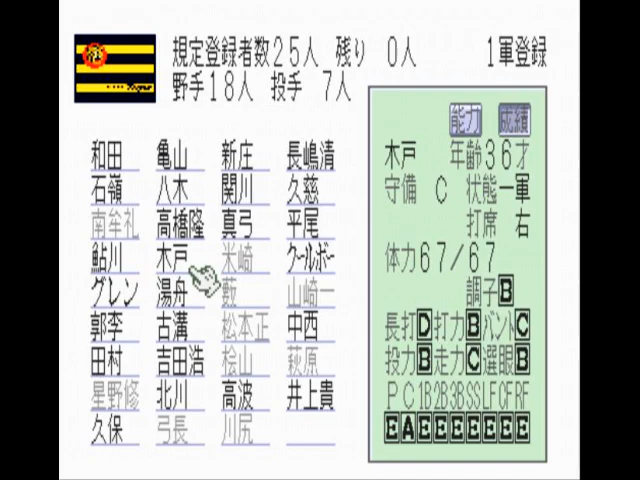 規定登録者数25人 残り 0人 1軍登録
野手18人 投手 7人
和田 亀山 新庄 長嶋清
石嶺 八木 関川 久慈
南牟礼 高橋隆 真弓 平尾
鮎川 木戸 米崎 クールボー
グレン 湯舟 藪 山崎一
郭李 古溝 松本正 中西
田村 吉田浩 桧山 萩原
星野修 北川 高波 井上貴
久保 弓長 川尻
能力 成績
木戸 年齢36才
守備 C 状態一軍
打席 右
体力67/67
調子B
長打D打力BバントC
投力B走力C選眼B
P C 1B 2B 3B SS LF CF RF
E A E E E E E E E